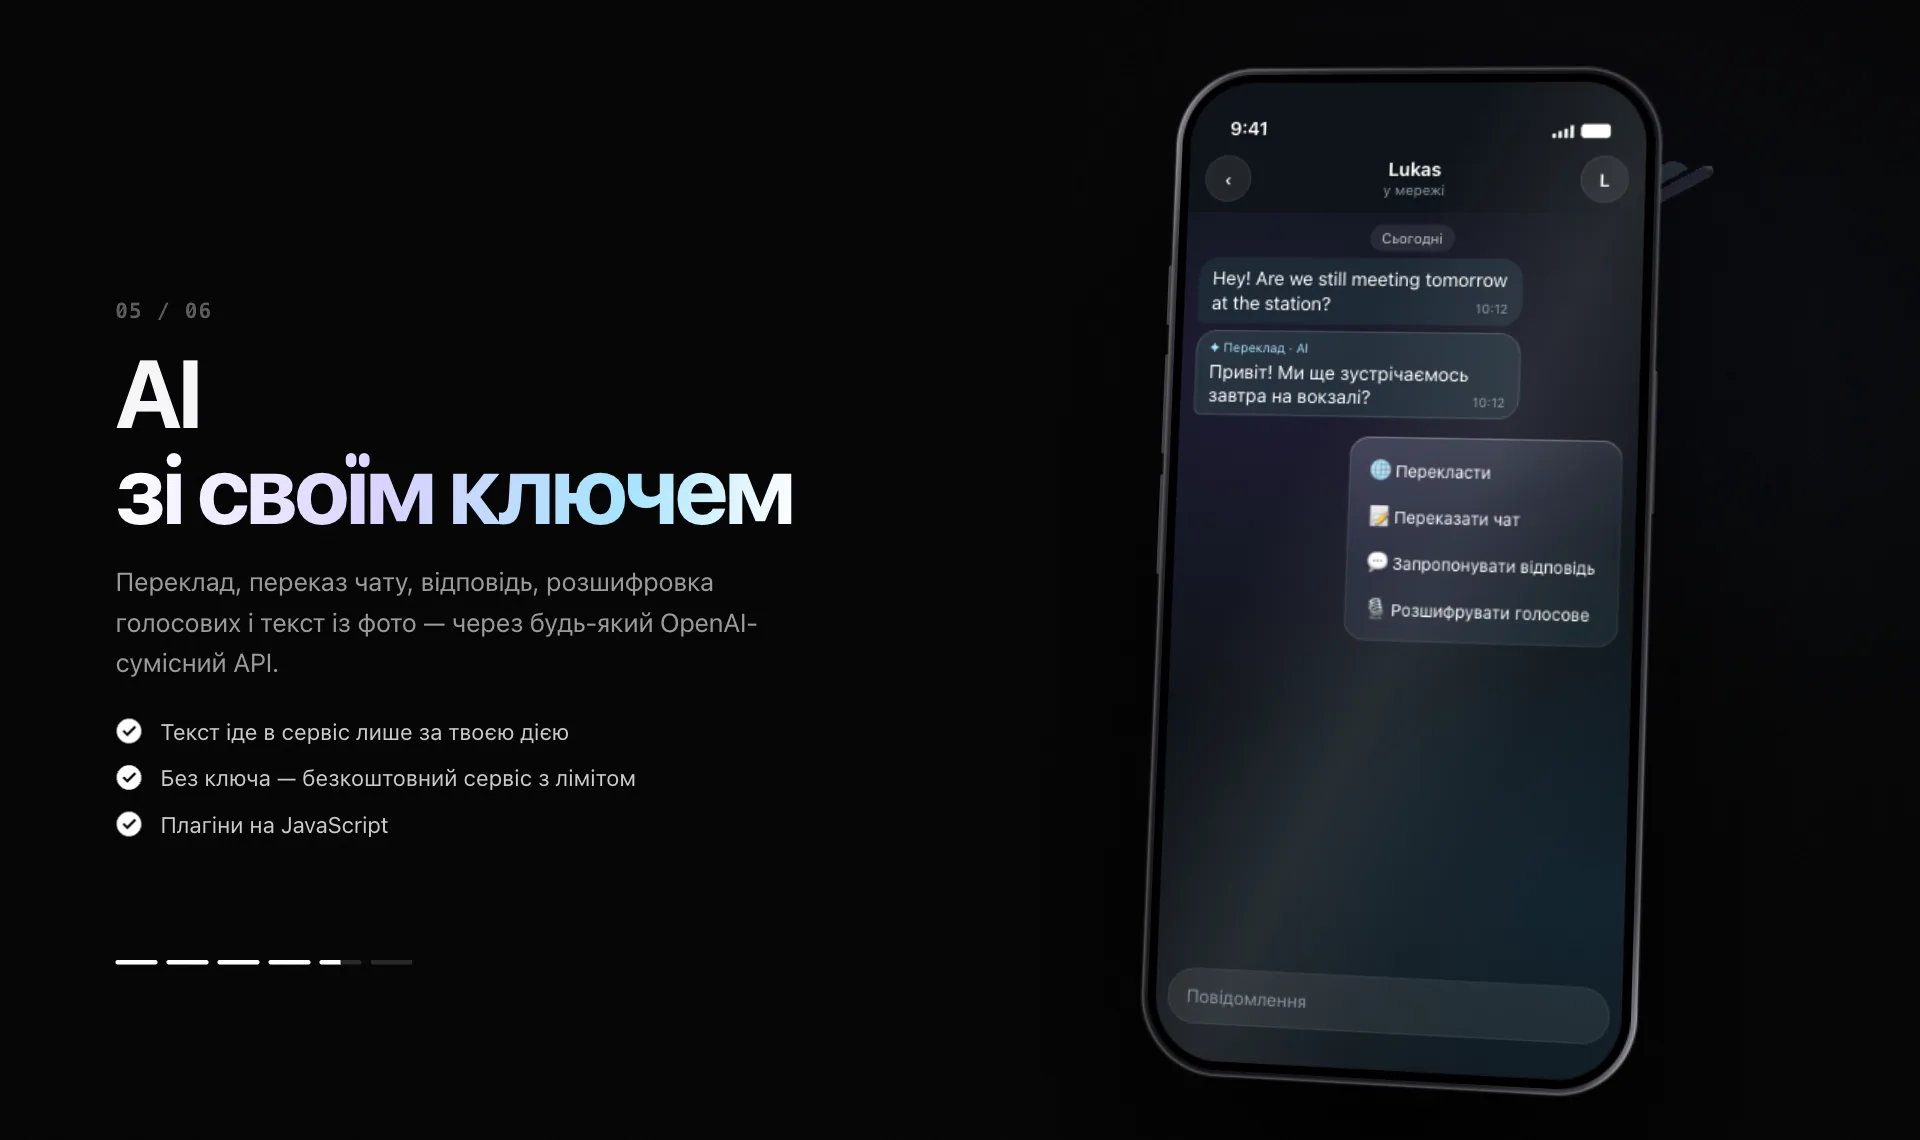 05 / 06
AI
зі своїм ключем
Переклад, переказ чату, відповідь, розшифровка
голосових і текст із фото — через будь-який OpenAI-
сумісний API.
Текст іде в сервіс лише за твоєю дією
Без ключа — безкоштовний сервіс з лімітом
Плагіни на JavaScript
9:41
‹
Lukas
у мережі
L
Сьогодні
Hey! Are we still meeting tomorrow
at the station?
10:12
✦ Переклад · AI
Привіт! Ми ще зустрічаємось
завтра на вокзалі?
10:12
Перекласти
Переказати чат
Запропонувати відповідь
Розшифрувати голосове
Повідомлення